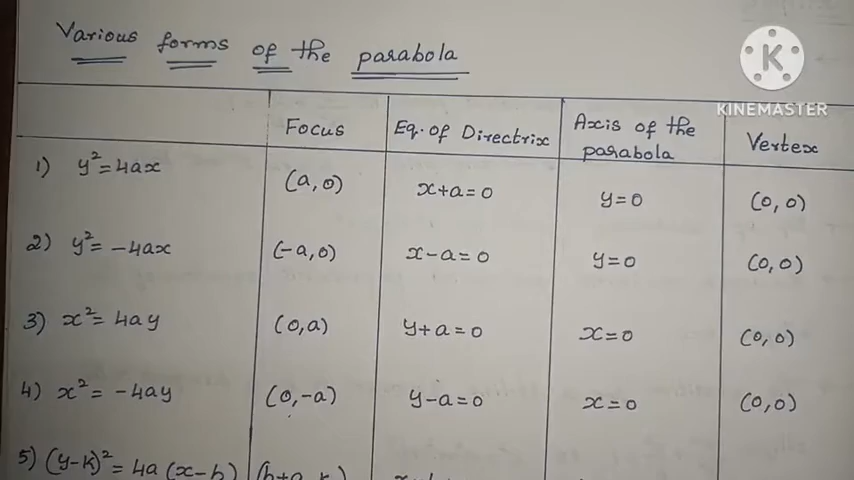 Various forms of the parabola
KINEMASTER
Focus Eq. of Directrix Axis of the parabola Vertex
1) y² = 4ax (a, 0) x+a = 0 y = 0 (0, 0)
2) y² = -4ax (-a, 0) x-a = 0 y = 0 (0, 0)
3) x² = 4ay (0, a) y+a = 0 x = 0 (0, 0)
4) x² = -4ay (0, -a) y-a = 0 x = 0 (0, 0)
5) (y-k)² = 4a (x-h) (h+a, k)